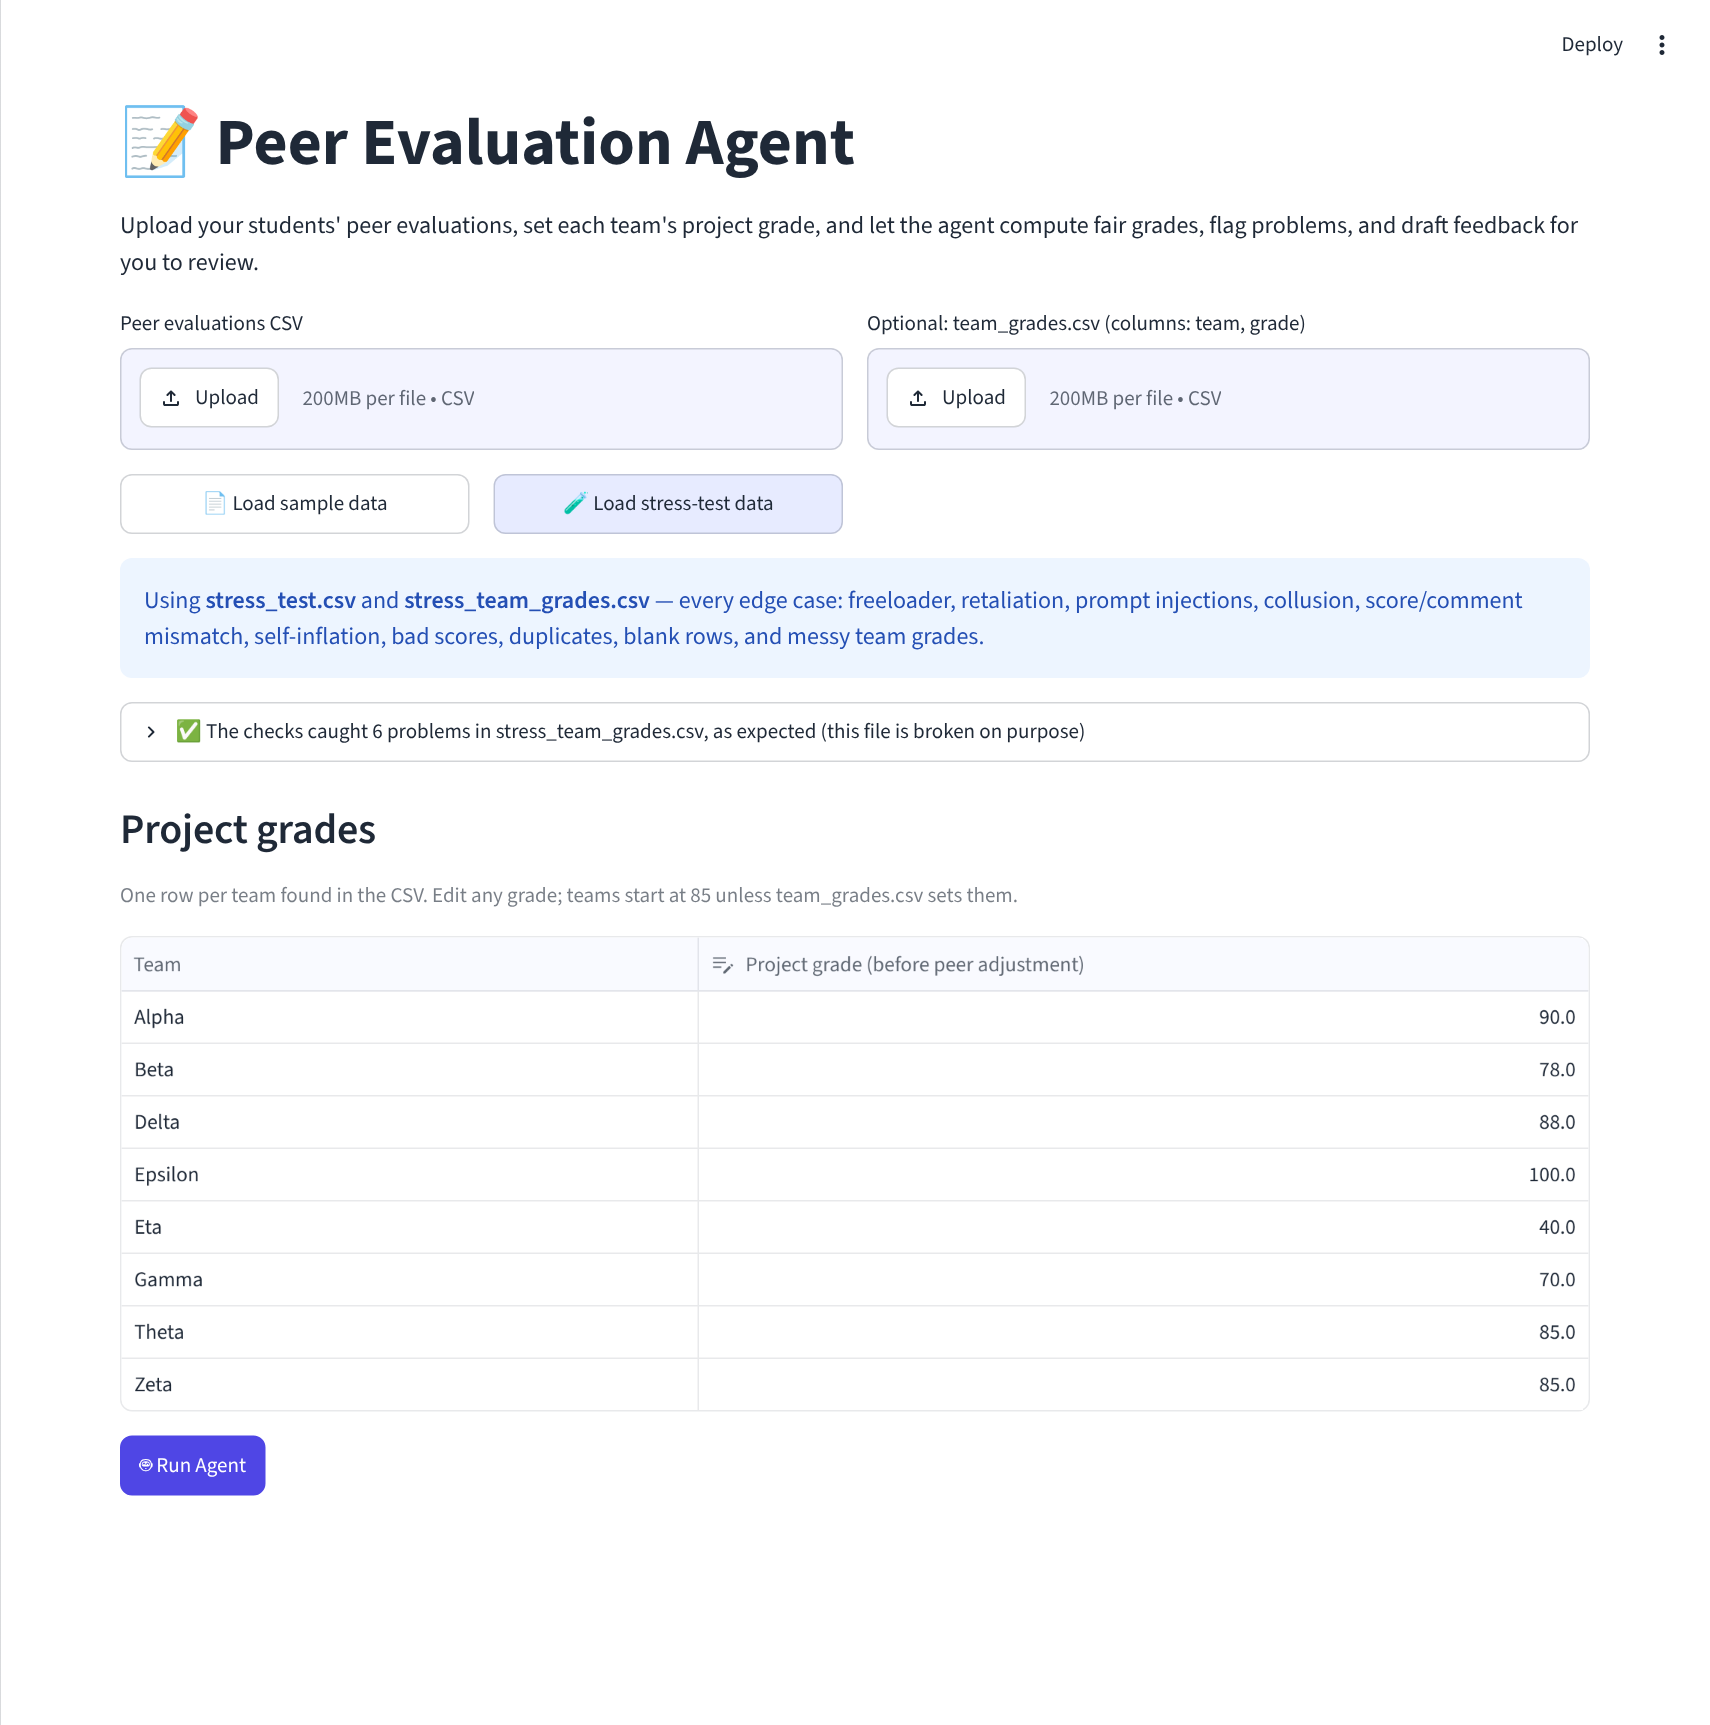 Deploy
📝 Peer Evaluation Agent
Upload your students' peer evaluations, set each team's project grade, and let the agent compute fair grades, flag problems, and draft feedback for
you to review.
Peer evaluations CSV
Optional: team_grades.csv (columns: team, grade)
Upload 200MB per file • CSV
Upload 200MB per file • CSV
📄 Load sample data
🧪 Load stress-test data
Using stress_test.csv and stress_team_grades.csv — every edge case: freeloader, retaliation, prompt injections, collusion, score/comment
mismatch, self-inflation, bad scores, duplicates, blank rows, and messy team grades.
✅ The checks caught 6 problems in stress_team_grades.csv, as expected (this file is broken on purpose)
Project grades
One row per team found in the CSV. Edit any grade; teams start at 85 unless team_grades.csv sets them.
Team Project grade (before peer adjustment)
Alpha 90.0
Beta 78.0
Delta 88.0
Epsilon 100.0
Eta 40.0
Gamma 70.0
Theta 85.0
Zeta 85.0
Run Agent